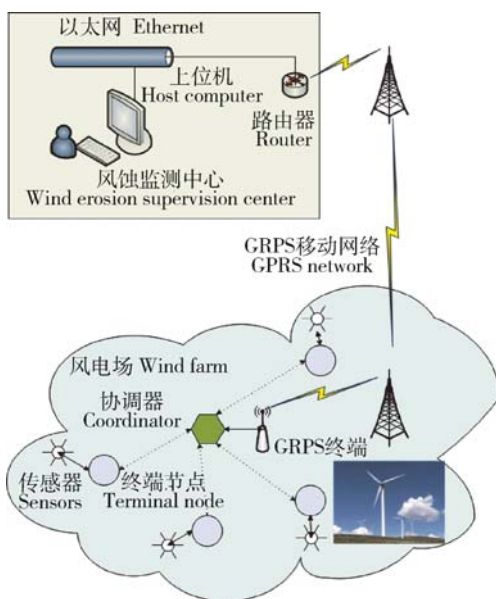 以太网 Ethernet
上位机
Host computer
路由器
Router
风蚀监测中心
Wind erosion supervision center
GRPS移动网络
GPRS network
风电场 Wind farm
协调器
Coordinator
GRPS终端
传感器
Sensors
终端节点
Terminal node